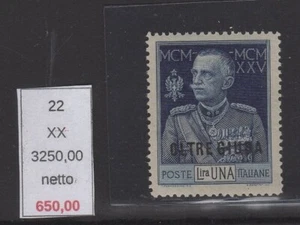 22
XX
3250,00
netto
650,00
MCM MCM
XXV
OLTRE GIUBA
POSTE Lira UNA ITALIANE